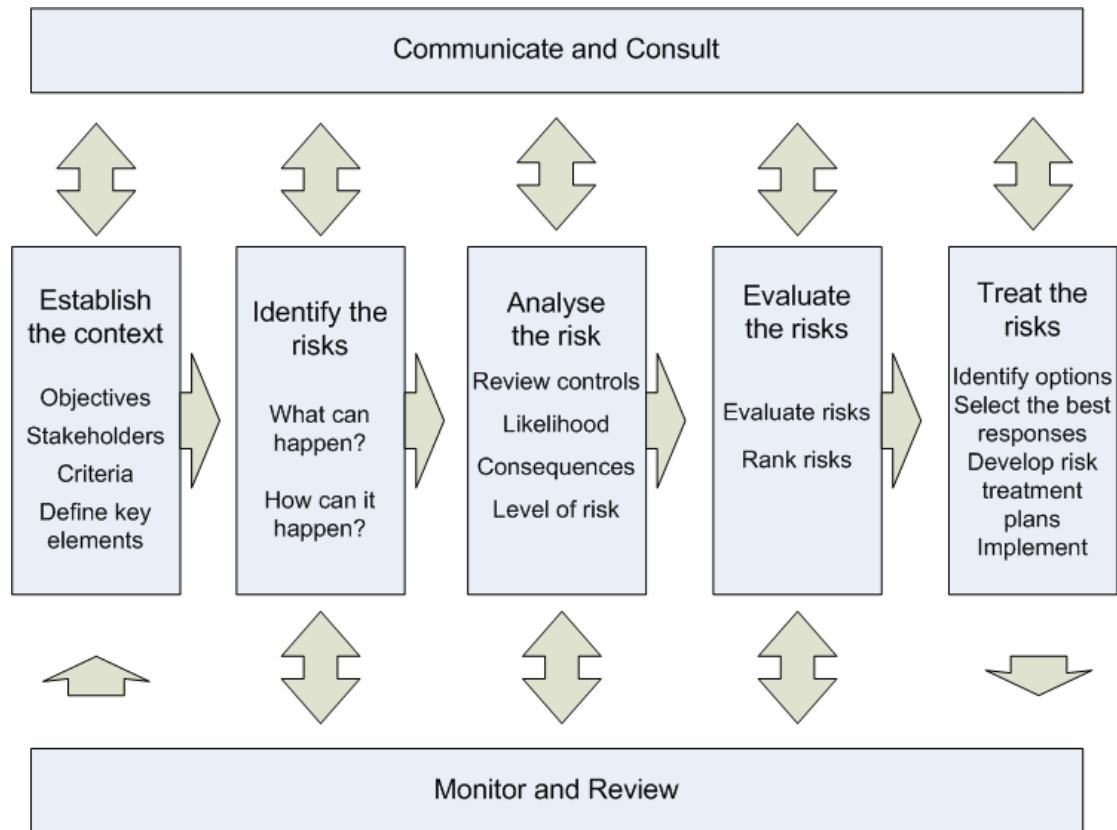 Communicate and Consult
Establish
the context
Objectives
Stakeholders
Criteria
Define key
elements
Identify the
risks
What can
happen?
How can it
happen?
Analyse
the risk
Review controls
Likelihood
Consequences
Level of risk
Evaluate
the risks
Evaluate risks
Rank risks
Treat the
risks
Identify options
Select the best
responses
Develop risk
treatment
plans
Implement
Monitor and Review